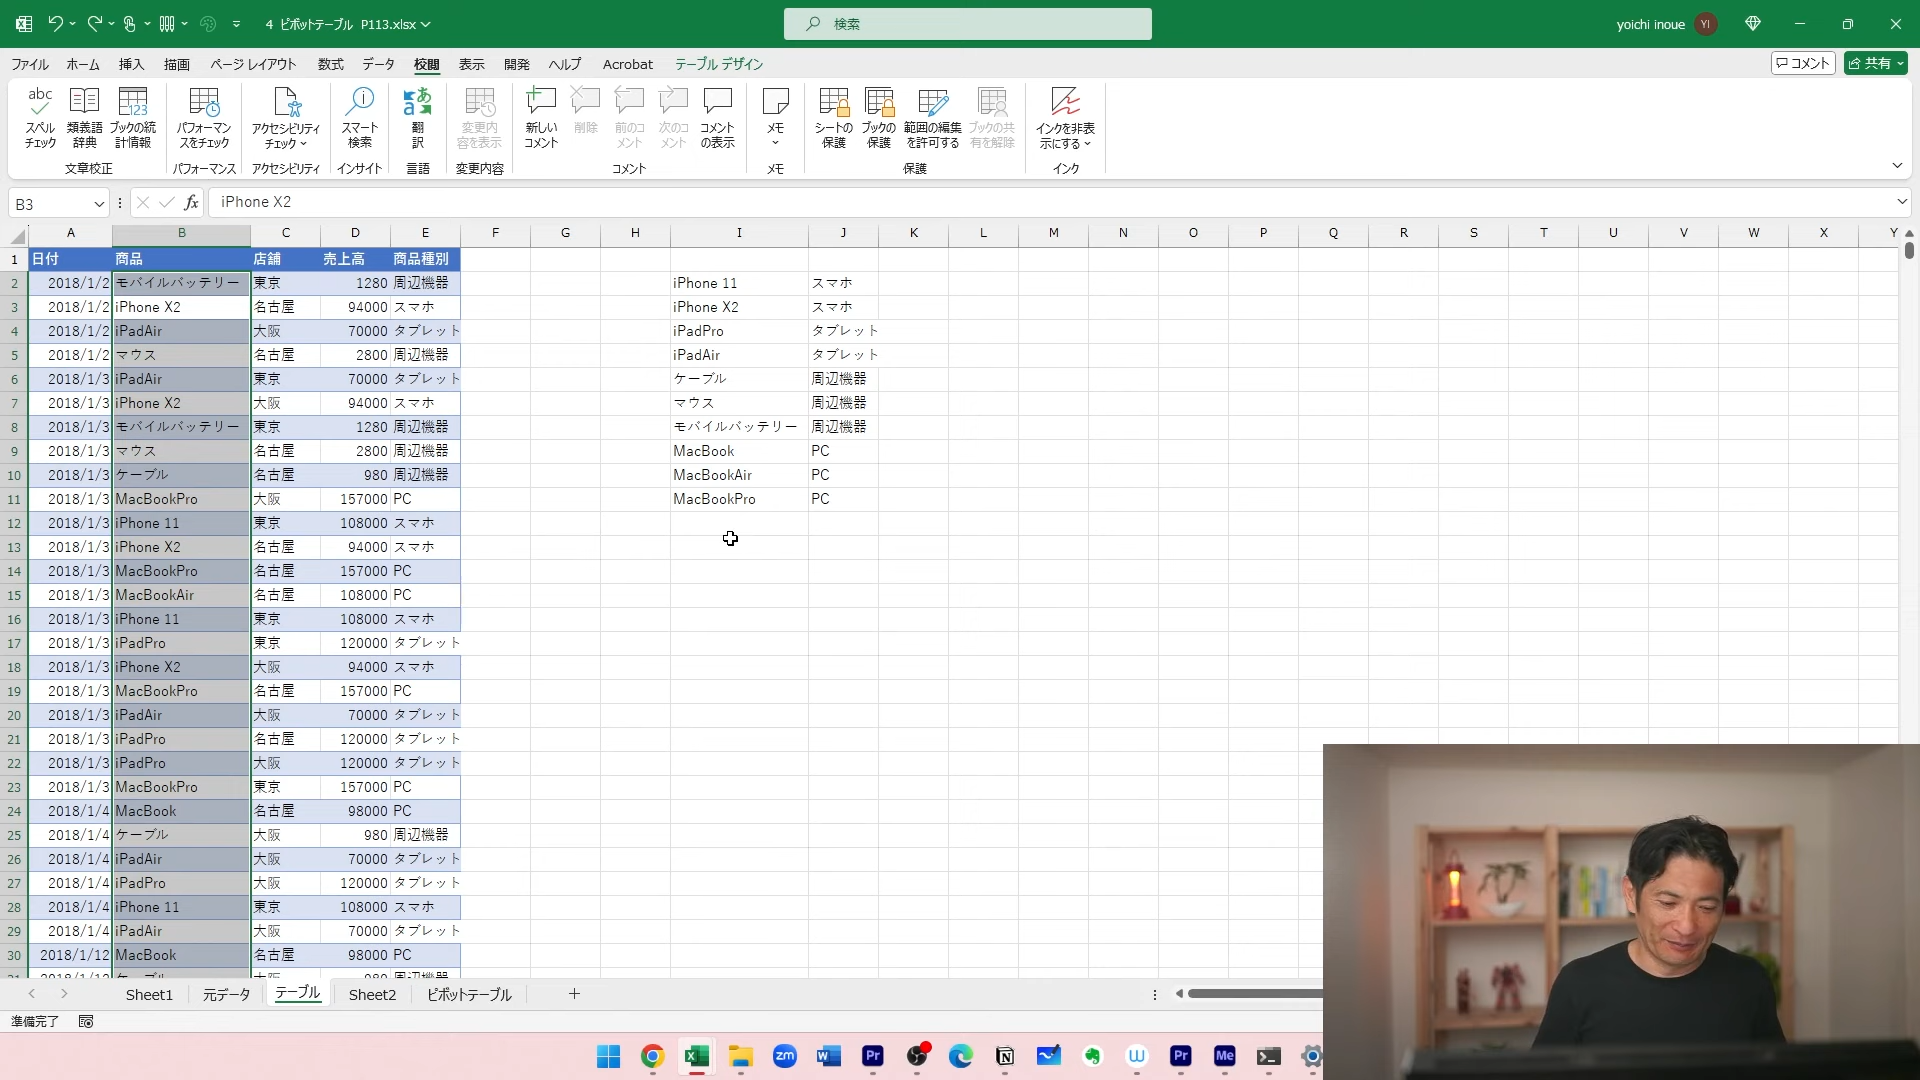 4 ピボットテーブル P113.xlsx
検索
yoichi inoue
YI
ファイル ホーム 挿入 描画 ページ レイアウト 数式 データ 校閲 表示 開発 ヘルプ Acrobat テーブル デザイン
コメント 共有
abc
スペル チェック
類義語 辞典
ブックの統計情報
パフォーマンスをチェック
アクセシビリティ チェック
スマート 検索
翻訳
変更内容を表示
新しい コメント
削除
前のコメント
次のコメント
コメント の表示
メモ
シートの 保護
ブックの 保護
範囲の編集 を許可する
ブックの共有を解除
インクを非表示にする
文章校正 パフォーマンス アクセシビリティ インサイト 言語 変更内容 コメント メモ 保護 インク
B3 fx iPhone X2
A B C D E F G H I J K L M N O P Q R S T U V W X Y
1 日付 商品 店舗 売上高 商品種別
2 2018/1/2 モバイルバッテリー 東京 1280 周辺機器 iPhone 11 スマホ
3 2018/1/2 iPhone X2 名古屋 94000 スマホ iPhone X2 スマホ
4 2018/1/2 iPadAir 大阪 70000 タブレット iPadPro タブレット
5 2018/1/2 マウス 名古屋 2800 周辺機器 iPadAir タブレット
6 2018/1/3 iPadAir 東京 70000 タブレット ケーブル 周辺機器
7 2018/1/3 iPhone X2 大阪 94000 スマホ マウス 周辺機器
8 2018/1/3 モバイルバッテリー 東京 1280 周辺機器 モバイルバッテリー 周辺機器
9 2018/1/3 マウス 名古屋 2800 周辺機器 MacBook PC
10 2018/1/3 ケーブル 名古屋 980 周辺機器 MacBookAir PC
11 2018/1/3 MacBookPro 大阪 157000 PC MacBookPro PC
12 2018/1/3 iPhone 11 東京 108000 スマホ
13 2018/1/3 iPhone X2 名古屋 94000 スマホ
14 2018/1/3 MacBookPro 名古屋 157000 PC
15 2018/1/3 MacBookAir 名古屋 108000 PC
16 2018/1/3 iPhone 11 東京 108000 スマホ
17 2018/1/3 iPadPro 東京 120000 タブレット
18 2018/1/3 iPhone X2 大阪 94000 スマホ
19 2018/1/3 MacBookPro 名古屋 157000 PC
20 2018/1/3 iPadAir 大阪 70000 タブレット
21 2018/1/3 iPadPro 名古屋 120000 タブレット
22 2018/1/3 iPadPro 大阪 120000 タブレット
23 2018/1/3 MacBookPro 東京 157000 PC
24 2018/1/4 MacBook 名古屋 98000 PC
25 2018/1/4 ケーブル 大阪 980 周辺機器
26 2018/1/4 iPadAir 大阪 70000 タブレット
27 2018/1/4 iPadPro 大阪 120000 タブレット
28 2018/1/4 iPhone 11 東京 108000 スマホ
29 2018/1/4 iPadAir 大阪 70000 タブレット
30 2018/1/12 MacBook 名古屋 98000 PC
Sheet1 元データ テーブル Sheet2 ピボットテーブル
準備完了
zm Pr Pr Me